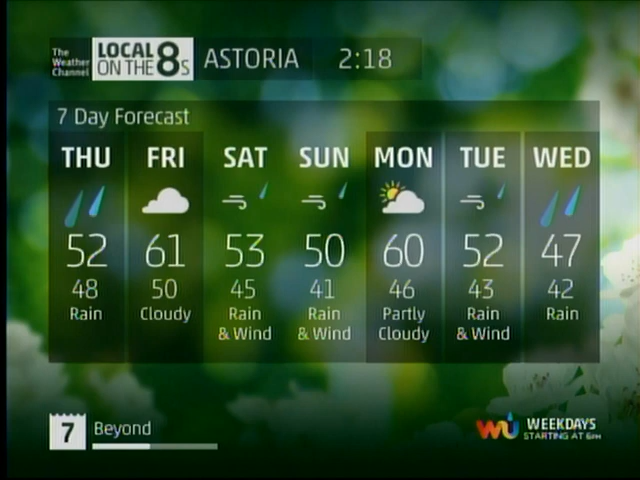 The Weather Channel LOCAL ON THE 8s ASTORIA 2:18
7 Day Forecast
THU FRI SAT SUN MON TUE WED
52 61 53 50 60 52 47
48 50 45 41 46 43 42
Rain Cloudy Rain & Wind Rain & Wind Partly Cloudy Rain & Wind Rain
7 Beyond
WU WEEKDAYS
STARTING AT 6PM